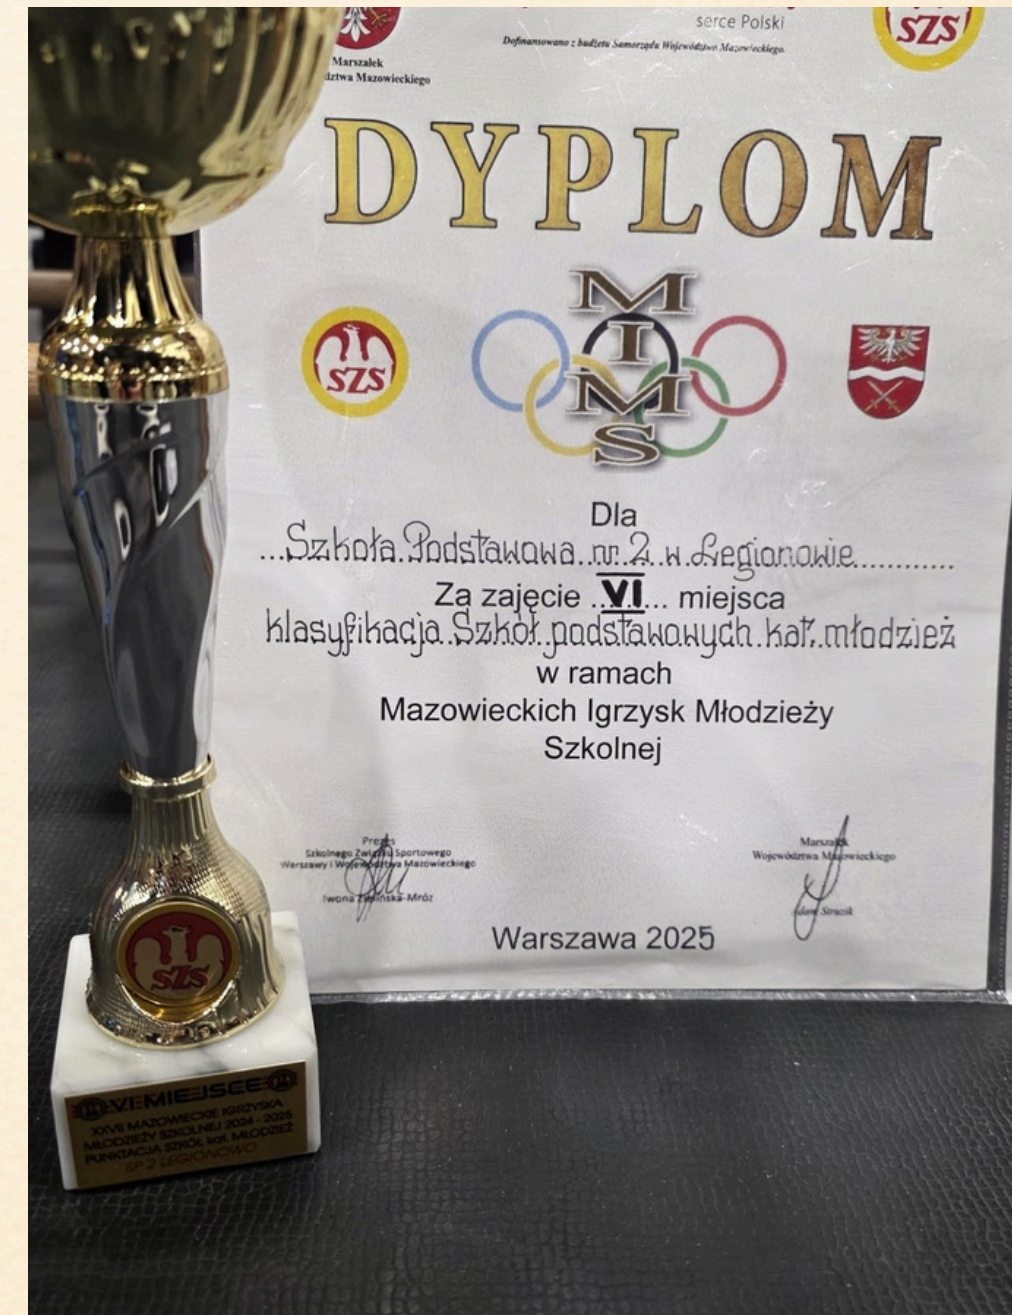 serce Polski
Dofinansowano z budżetu Samorządu Województwa Mazowieckiego.
SZS
Marszałek
DYPLOM
M
I
M
S
SZS
Dla
Szkoła Podstawowa nr 2 w Legionowie
Za zajęcie VI miejsca
klasyfikacja Szkół podstawowych kat. młodzież
w ramach
Mazowieckich Igrzysk Młodzieży
Szkolnej
Prezes
Szkolnego Związku Sportowego
Warszawy i Województwa Mazowieckiego
Iwona Zielińska-Mróz
Marszałek
Województwa Mazowieckiego
Adam Struzik
Warszawa 2025
SZS
VI MIEJSCE
XXVII MAZOWIECKIE IGRZYSKA
MŁODZIEŻY SZKOLNEJ 2024 - 2025
PUNKTACJA SZKÓŁ kat. MŁODZIEŻ
SP 2 LEGIONOWO